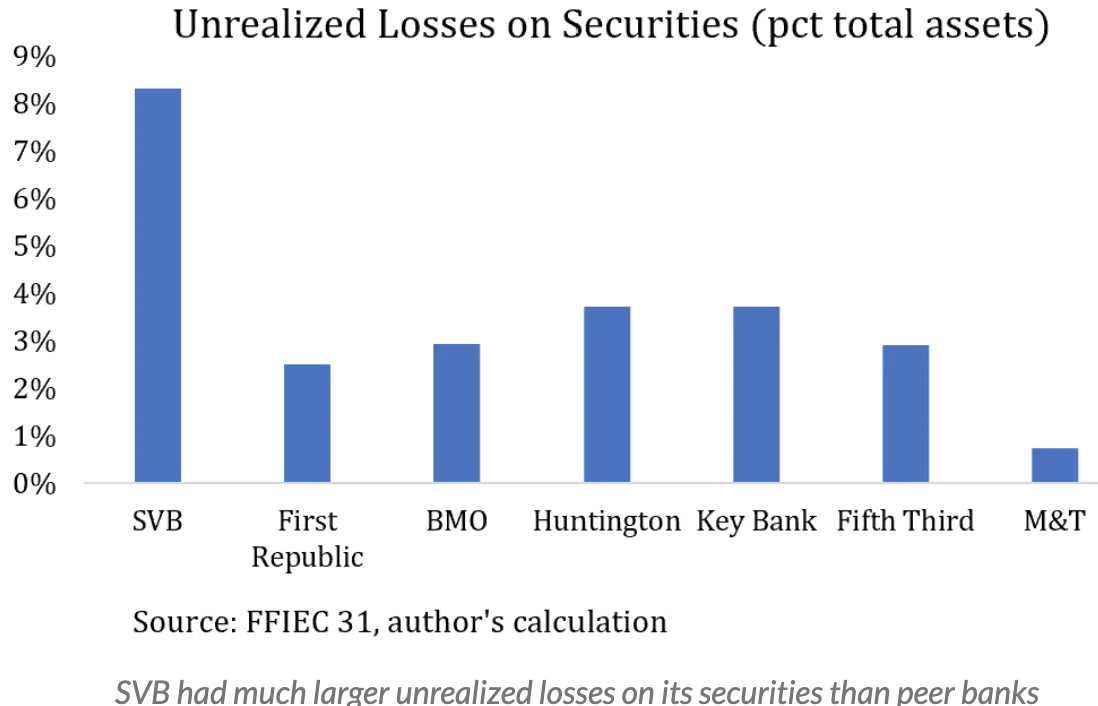 Unrealized Losses on Securities (pct total assets)
9%
8%
7%
6%
5%
4%
3%
2%
1%
0%
SVB
First
Republic
BMO
Huntington
Key Bank
Fifth Third
M&T
Source: FFIEC 31, author's calculation
SVB had much larger unrealized losses on its securities than peer banks